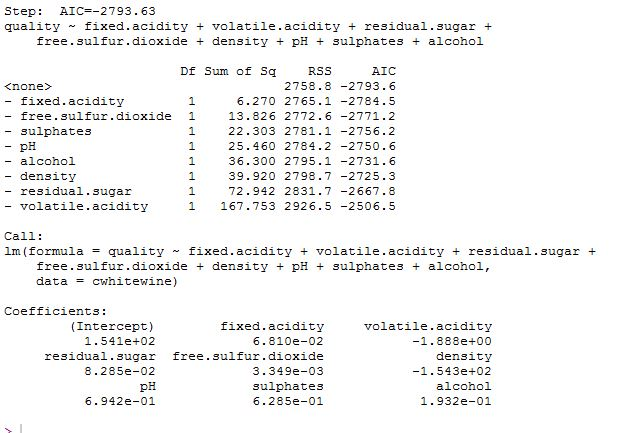 Step:  AIC=-2793.63
quality ~ fixed.acidity + volatile.acidity + residual.sugar +
    free.sulfur.dioxide + density + pH + sulphates + alcohol

                      Df Sum of Sq    RSS     AIC
<none>                             2758.8 -2793.6
- fixed.acidity        1     6.270 2765.1 -2784.5
- free.sulfur.dioxide  1    13.826 2772.6 -2771.2
- sulphates            1    22.303 2781.1 -2756.2
- pH                   1    25.460 2784.2 -2750.6
- alcohol              1    36.300 2795.1 -2731.6
- density              1    39.920 2798.7 -2725.3
- residual.sugar       1    72.942 2831.7 -2667.8
- volatile.acidity     1   167.753 2926.5 -2506.5

Call:
lm(formula = quality ~ fixed.acidity + volatile.acidity + residual.sugar +
    free.sulfur.dioxide + density + pH + sulphates + alcohol,
    data = cwhitewine)

Coefficients:
        (Intercept)        fixed.acidity     volatile.acidity
          1.541e+02            6.810e-02           -1.888e+00
     residual.sugar  free.sulfur.dioxide              density
          8.285e-02            3.349e-03           -1.543e+02
                 pH            sulphates              alcohol
          6.942e-01            6.285e-01            1.932e-01

>